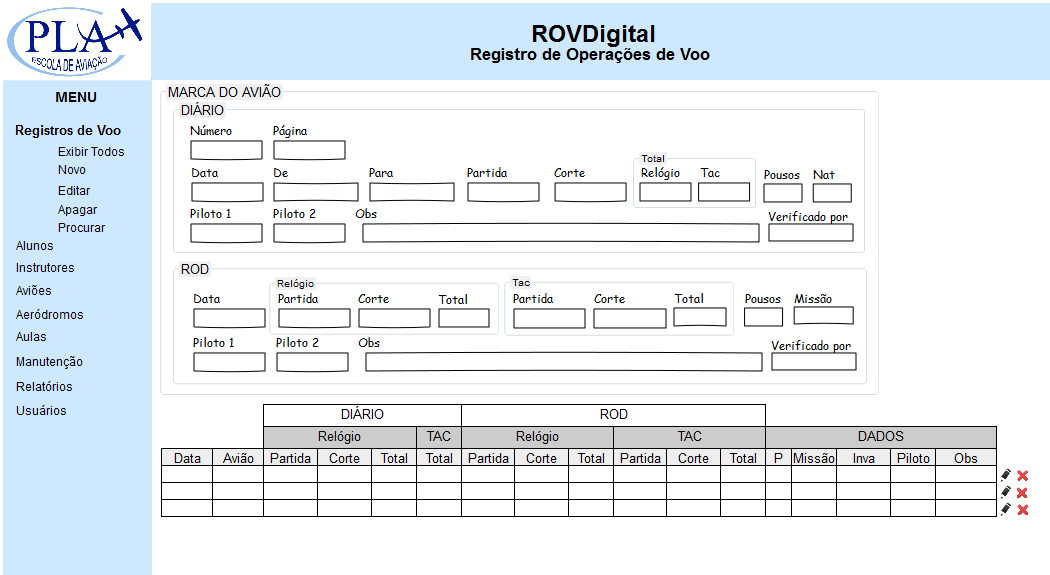 PLA
ESCOLA DE AVIAÇÃO
ROVDigital
Registro de Operações de Voo
MENU
Registros de Voo
Exibir Todos
Novo
Editar
Apagar
Procurar
Alunos
Instrutores
Aviões
Aeródromos
Aulas
Manutenção
Relatórios
Usuários
MARCA DO AVIÃO
DIÁRIO
Número Página
Total
Data De Para Partida Corte Relógio Tac Pousos Nat
Piloto 1 Piloto 2 Obs Verificado por
ROD
Relógio Tac
Data Partida Corte Total Partida Corte Total Pousos Missão
Piloto 1 Piloto 2 Obs Verificado por
DIÁRIO ROD
Relógio TAC Relógio TAC DADOS
Data Avião Partida Corte Total Total Partida Corte Total Partida Corte Total P Missão Inva Piloto Obs